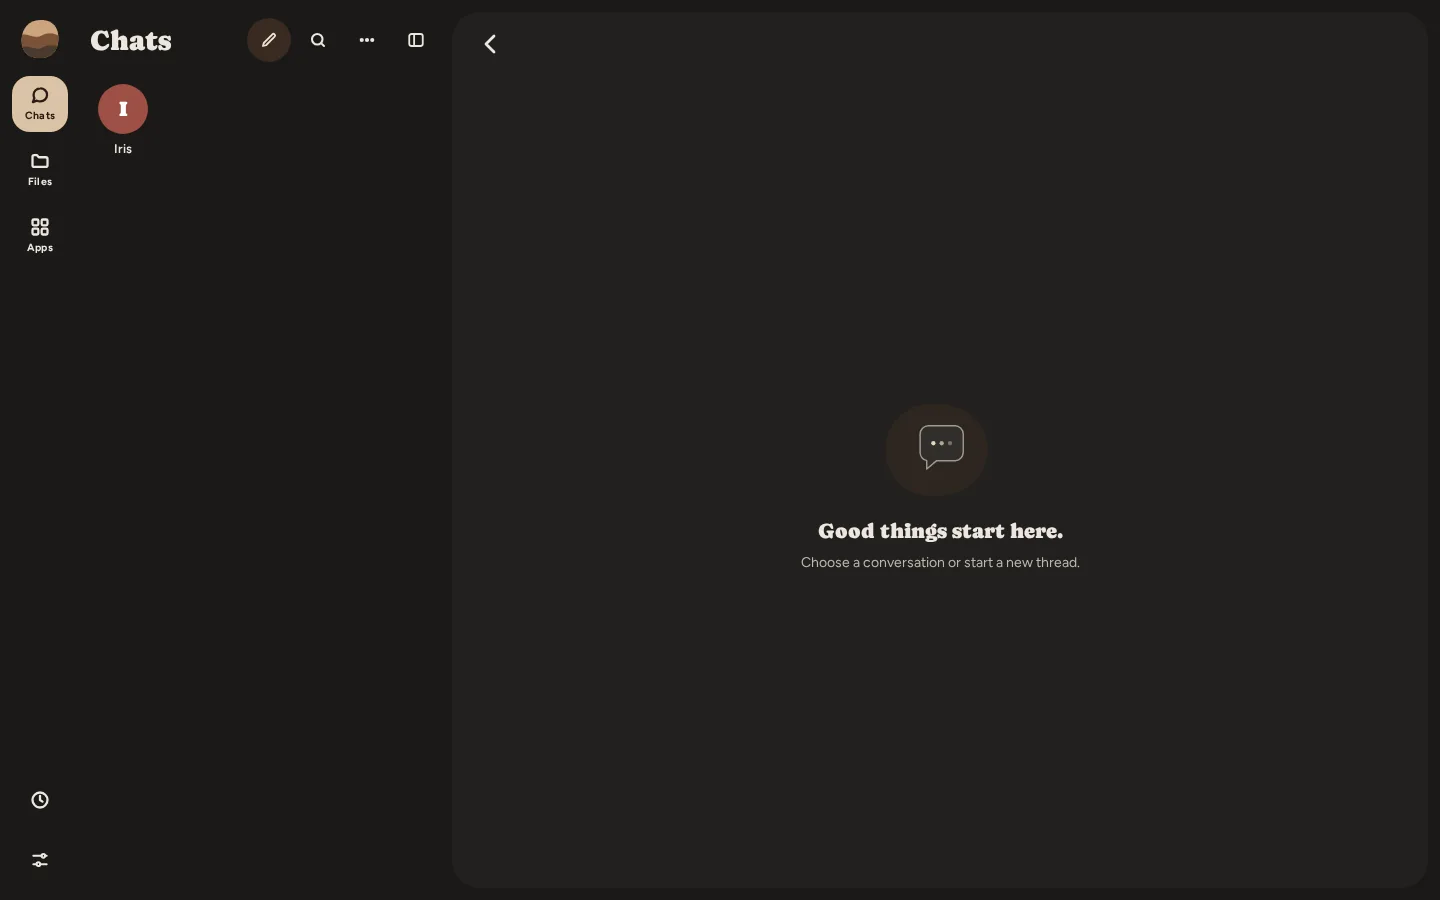 Chats
Chats
I
Iris
Files
Apps
Good things start here.
Choose a conversation or start a new thread.